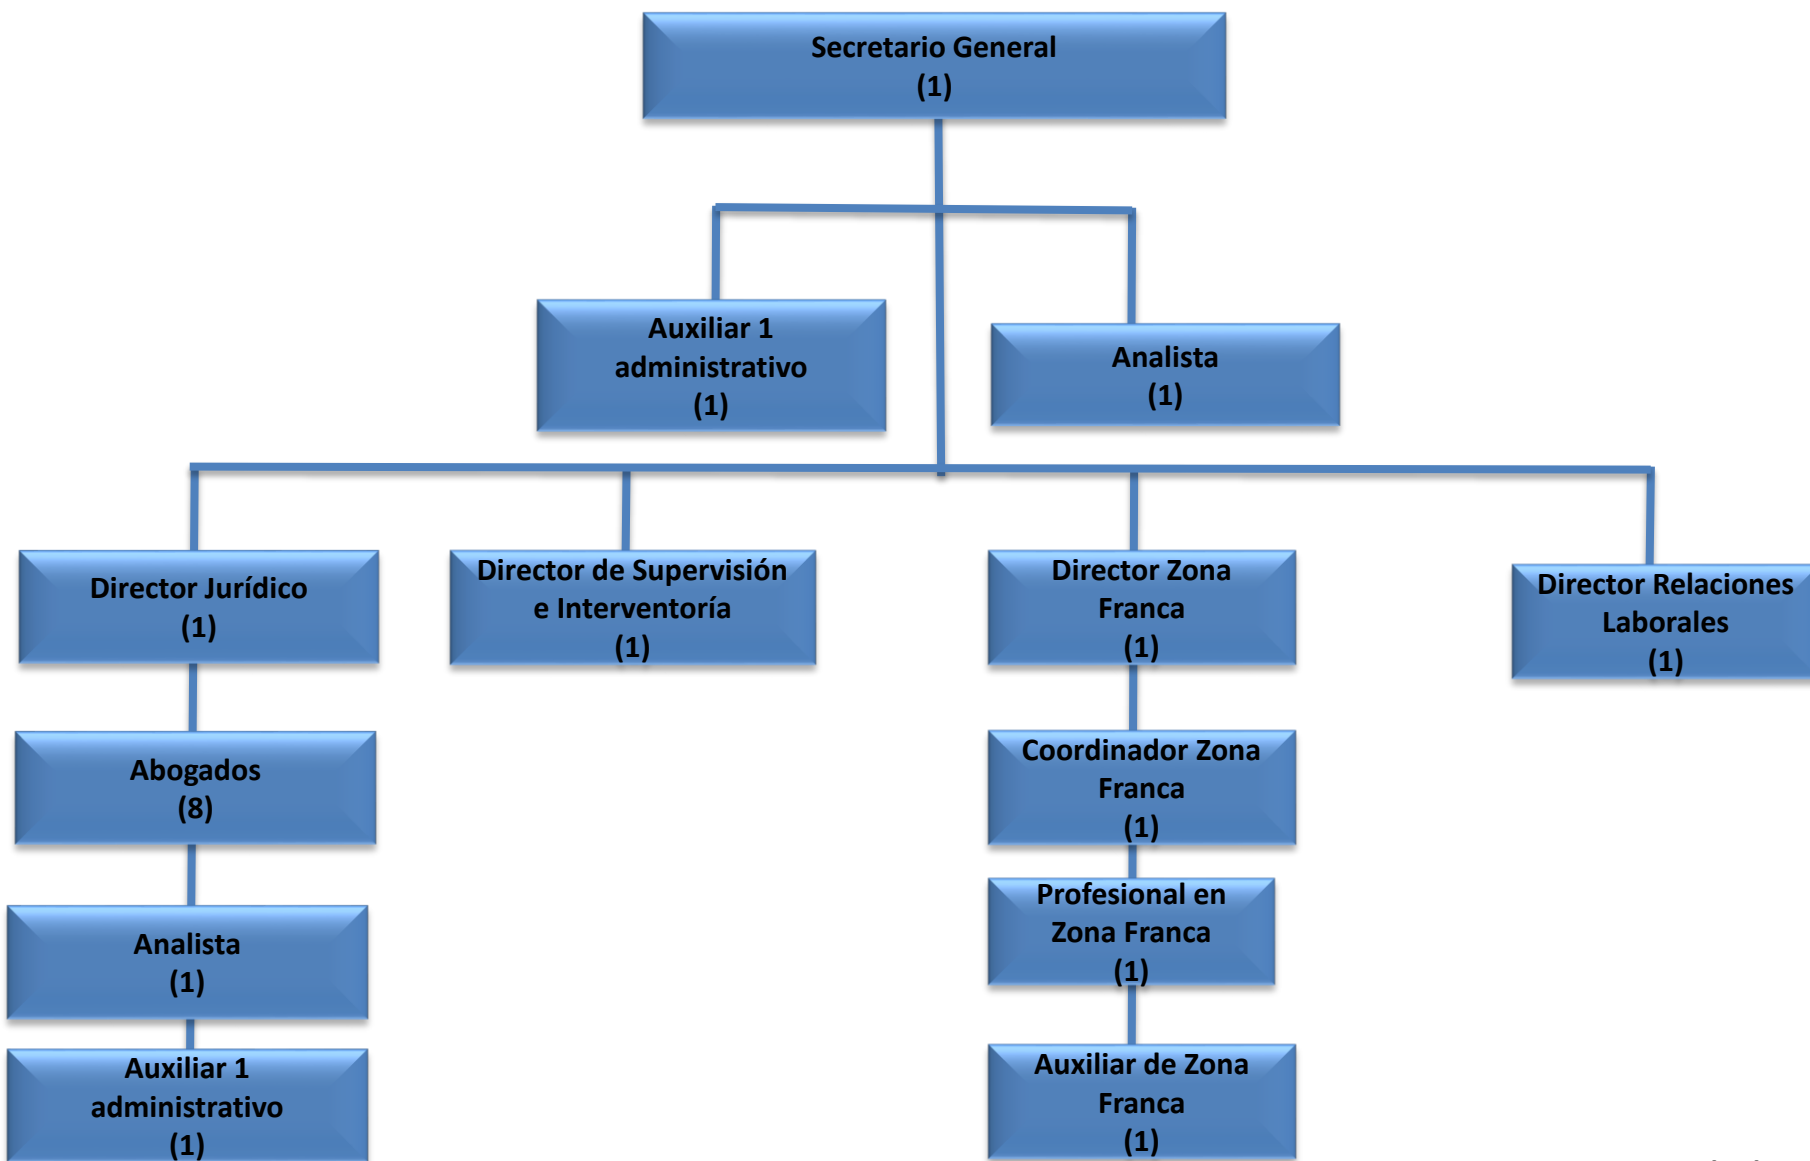 Secretario General
(1)
Auxiliar 1
administrativo
(1)
Analista
(1)
Director Jurídico
(1)
Director de Supervisión
e Interventoría
(1)
Director Zona
Franca
(1)
Director Relaciones
Laborales
(1)
Abogados
(8)
Coordinador Zona
Franca
(1)
Analista
(1)
Profesional en
Zona Franca
(1)
Auxiliar 1
administrativo
(1)
Auxiliar de Zona
Franca
(1)